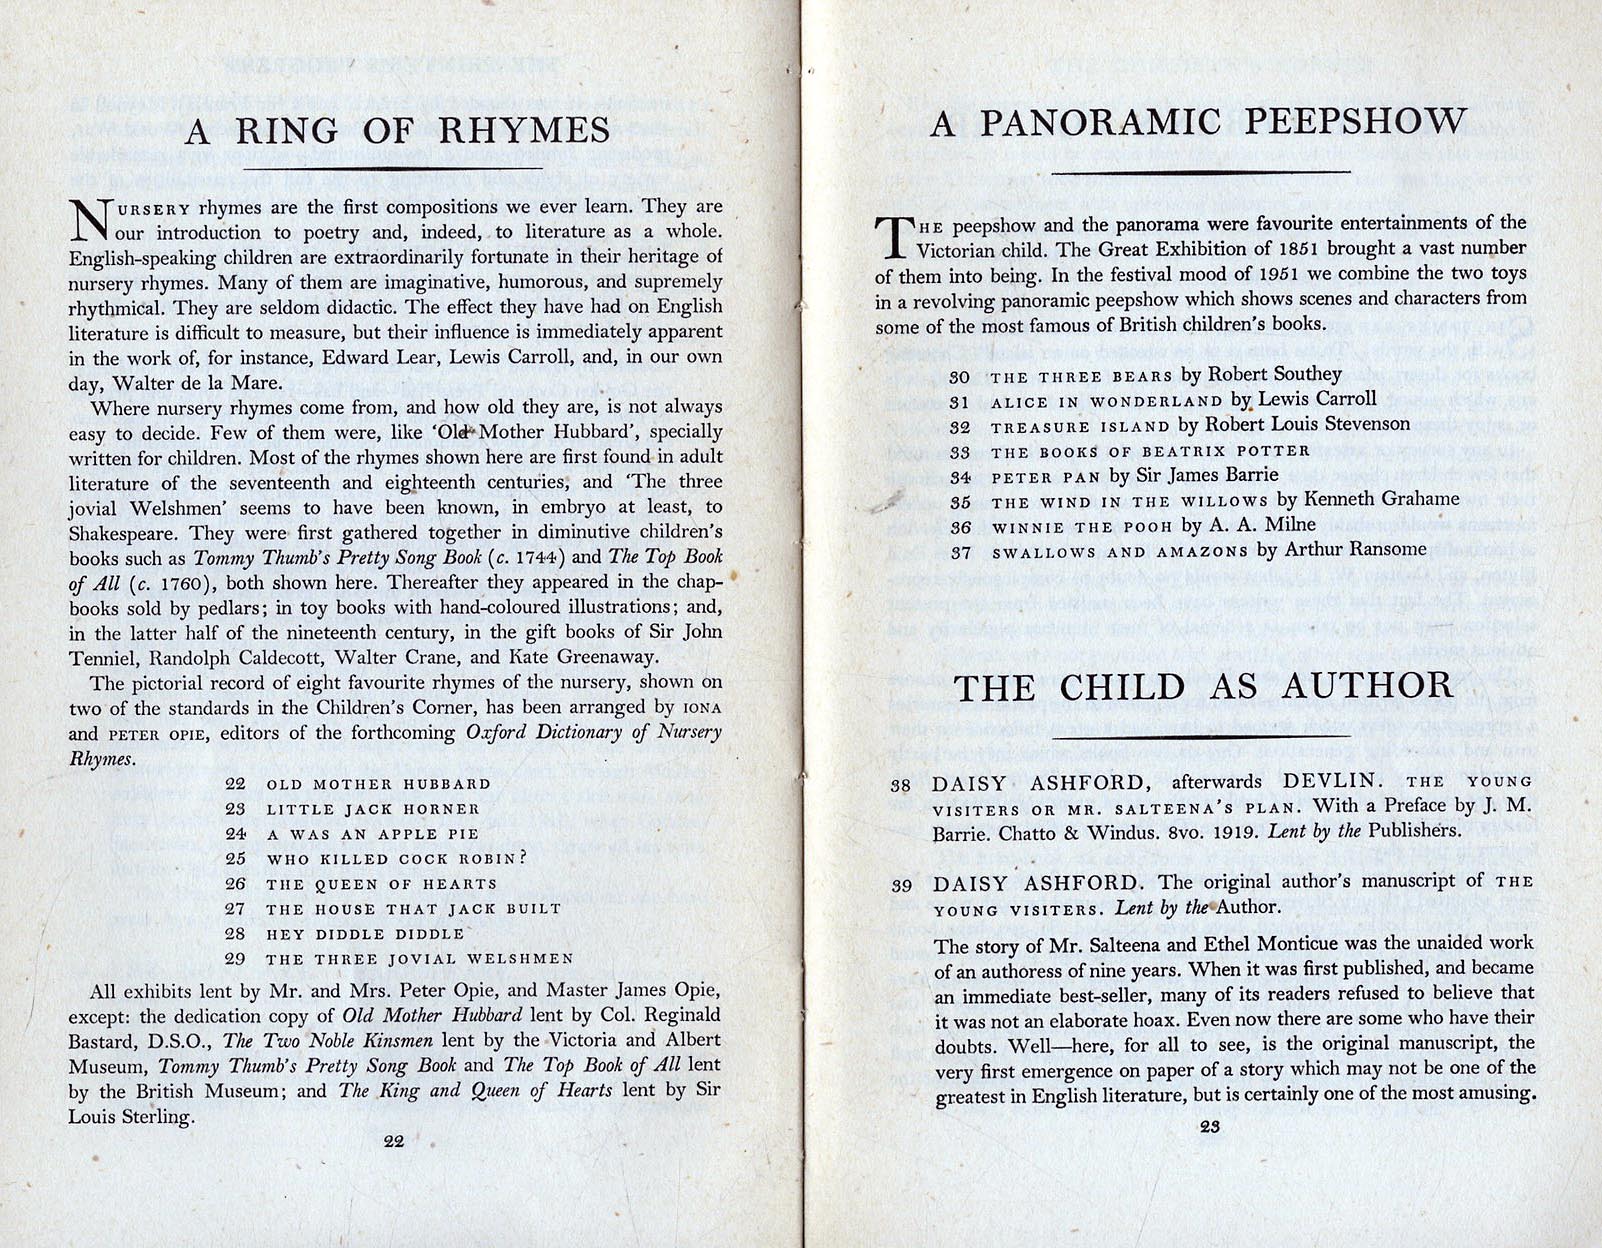 A RING OF RHYMES
NURSERY rhymes are the first compositions we ever learn. They are
our introduction to poetry and, indeed, to literature as a whole.
English-speaking children are extraordinarily fortunate in their heritage of
nursery rhymes. Many of them are imaginative, humorous, and supremely
rhythmical. They are seldom didactic. The effect they have had on English
literature is difficult to measure, but their influence is immediately apparent
in the work of, for instance, Edward Lear, Lewis Carroll, and, in our own
day, Walter de la Mare.
Where nursery rhymes come from, and how old they are, is not always
easy to decide. Few of them were, like ‘Old Mother Hubbard’, specially
written for children. Most of the rhymes shown here are first found in adult
literature of the seventeenth and eighteenth centuries, and ‘The three
jovial Welshmen’ seems to have been known, in embryo at least, to
Shakespeare. They were first gathered together in diminutive children's
books such as Tommy Thumb's Pretty Song Book (c. 1744) and The Top Book
of All (c. 1760), both shown here. Thereafter they appeared in the chap-
books sold by pedlars; in toy books with hand-coloured illustrations; and,
in the latter half of the nineteenth century, in the gift books of Sir John
Tenniel, Randolph Caldecott, Walter Crane, and Kate Greenaway.
The pictorial record of eight favourite rhymes of the nursery, shown on
two of the standards in the Children's Corner, has been arranged by IONA
and PETER OPIE, editors of the forthcoming Oxford Dictionary of Nursery
Rhymes.
22 OLD MOTHER HUBBARD
23 LITTLE JACK HORNER
24 A WAS AN APPLE PIE
25 WHO KILLED COCK ROBIN?
26 THE QUEEN OF HEARTS
27 THE HOUSE THAT JACK BUILT
28 HEY DIDDLE DIDDLE
29 THE THREE JOVIAL WELSHMEN
All exhibits lent by Mr. and Mrs. Peter Opie, and Master James Opie,
except: the dedication copy of Old Mother Hubbard lent by Col. Reginald
Bastard, D.S.O., The Two Noble Kinsmen lent by the Victoria and Albert
Museum, Tommy Thumb's Pretty Song Book and The Top Book of All lent
by the British Museum; and The King and Queen of Hearts lent by Sir
Louis Sterling.
22
A PANORAMIC PEEPSHOW
THE peepshow and the panorama were favourite entertainments of the
Victorian child. The Great Exhibition of 1851 brought a vast number
of them into being. In the festival mood of 1951 we combine the two toys
in a revolving panoramic peepshow which shows scenes and characters from
some of the most famous of British children's books.
30 THE THREE BEARS by Robert Southey
31 ALICE IN WONDERLAND by Lewis Carroll
32 TREASURE ISLAND by Robert Louis Stevenson
33 THE BOOKS OF BEATRIX POTTER
34 PETER PAN by Sir James Barrie
35 THE WIND IN THE WILLOWS by Kenneth Grahame
36 WINNIE THE POOH by A. A. Milne
37 SWALLOWS AND AMAZONS by Arthur Ransome
THE CHILD AS AUTHOR
38 DAISY ASHFORD, afterwards DEVLIN. THE YOUNG
VISITERS OR MR. SALTEENA'S PLAN. With a Preface by J. M.
Barrie. Chatto & Windus. 8vo. 1919. Lent by the Publishers.
39 DAISY ASHFORD. The original author's manuscript of THE
YOUNG VISITERS. Lent by the Author.
The story of Mr. Salteena and Ethel Monticue was the unaided work
of an authoress of nine years. When it was first published, and became
an immediate best-seller, many of its readers refused to believe that
it was not an elaborate hoax. Even now there are some who have their
doubts. Well—here, for all to see, is the original manuscript, the
very first emergence on paper of a story which may not be one of the
greatest in English literature, but is certainly one of the most amusing.
23